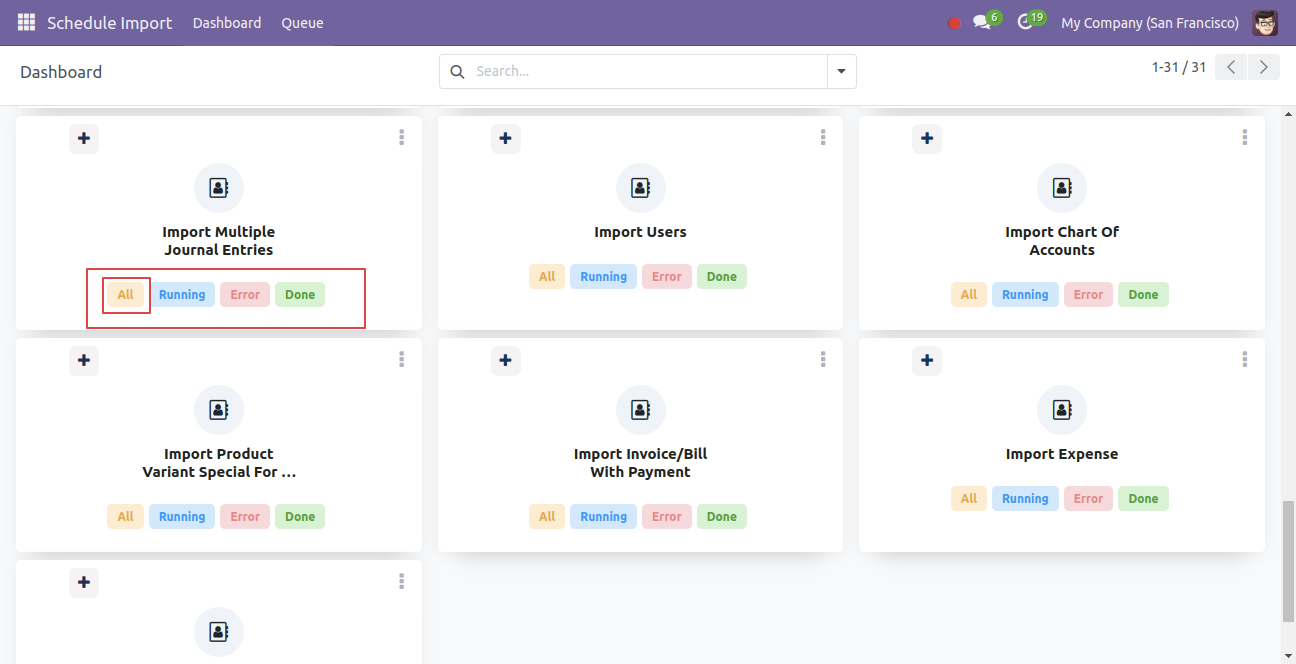 Schedule Import Dashboard Queue 6 19 My Company (San Francisco)
Dashboard Search... 1-31 / 31
Import Multiple
Journal Entries
All Running Error Done
Import Users
All Running Error Done
Import Chart Of
Accounts
All Running Error Done
Import Product
Variant Special For ...
All Running Error Done
Import Invoice/Bill
With Payment
All Running Error Done
Import Expense
All Running Error Done